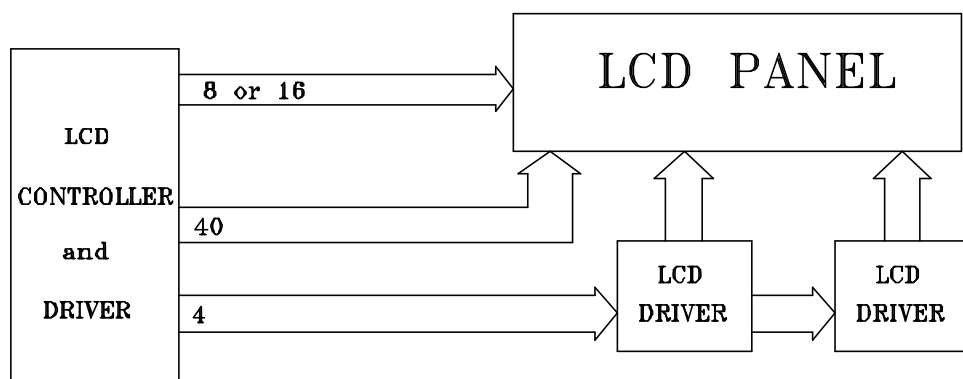 LCD PANEL
8 or 16
LCD
CONTROLLER
and
DRIVER
40
4
LCD
DRIVER
LCD
DRIVER